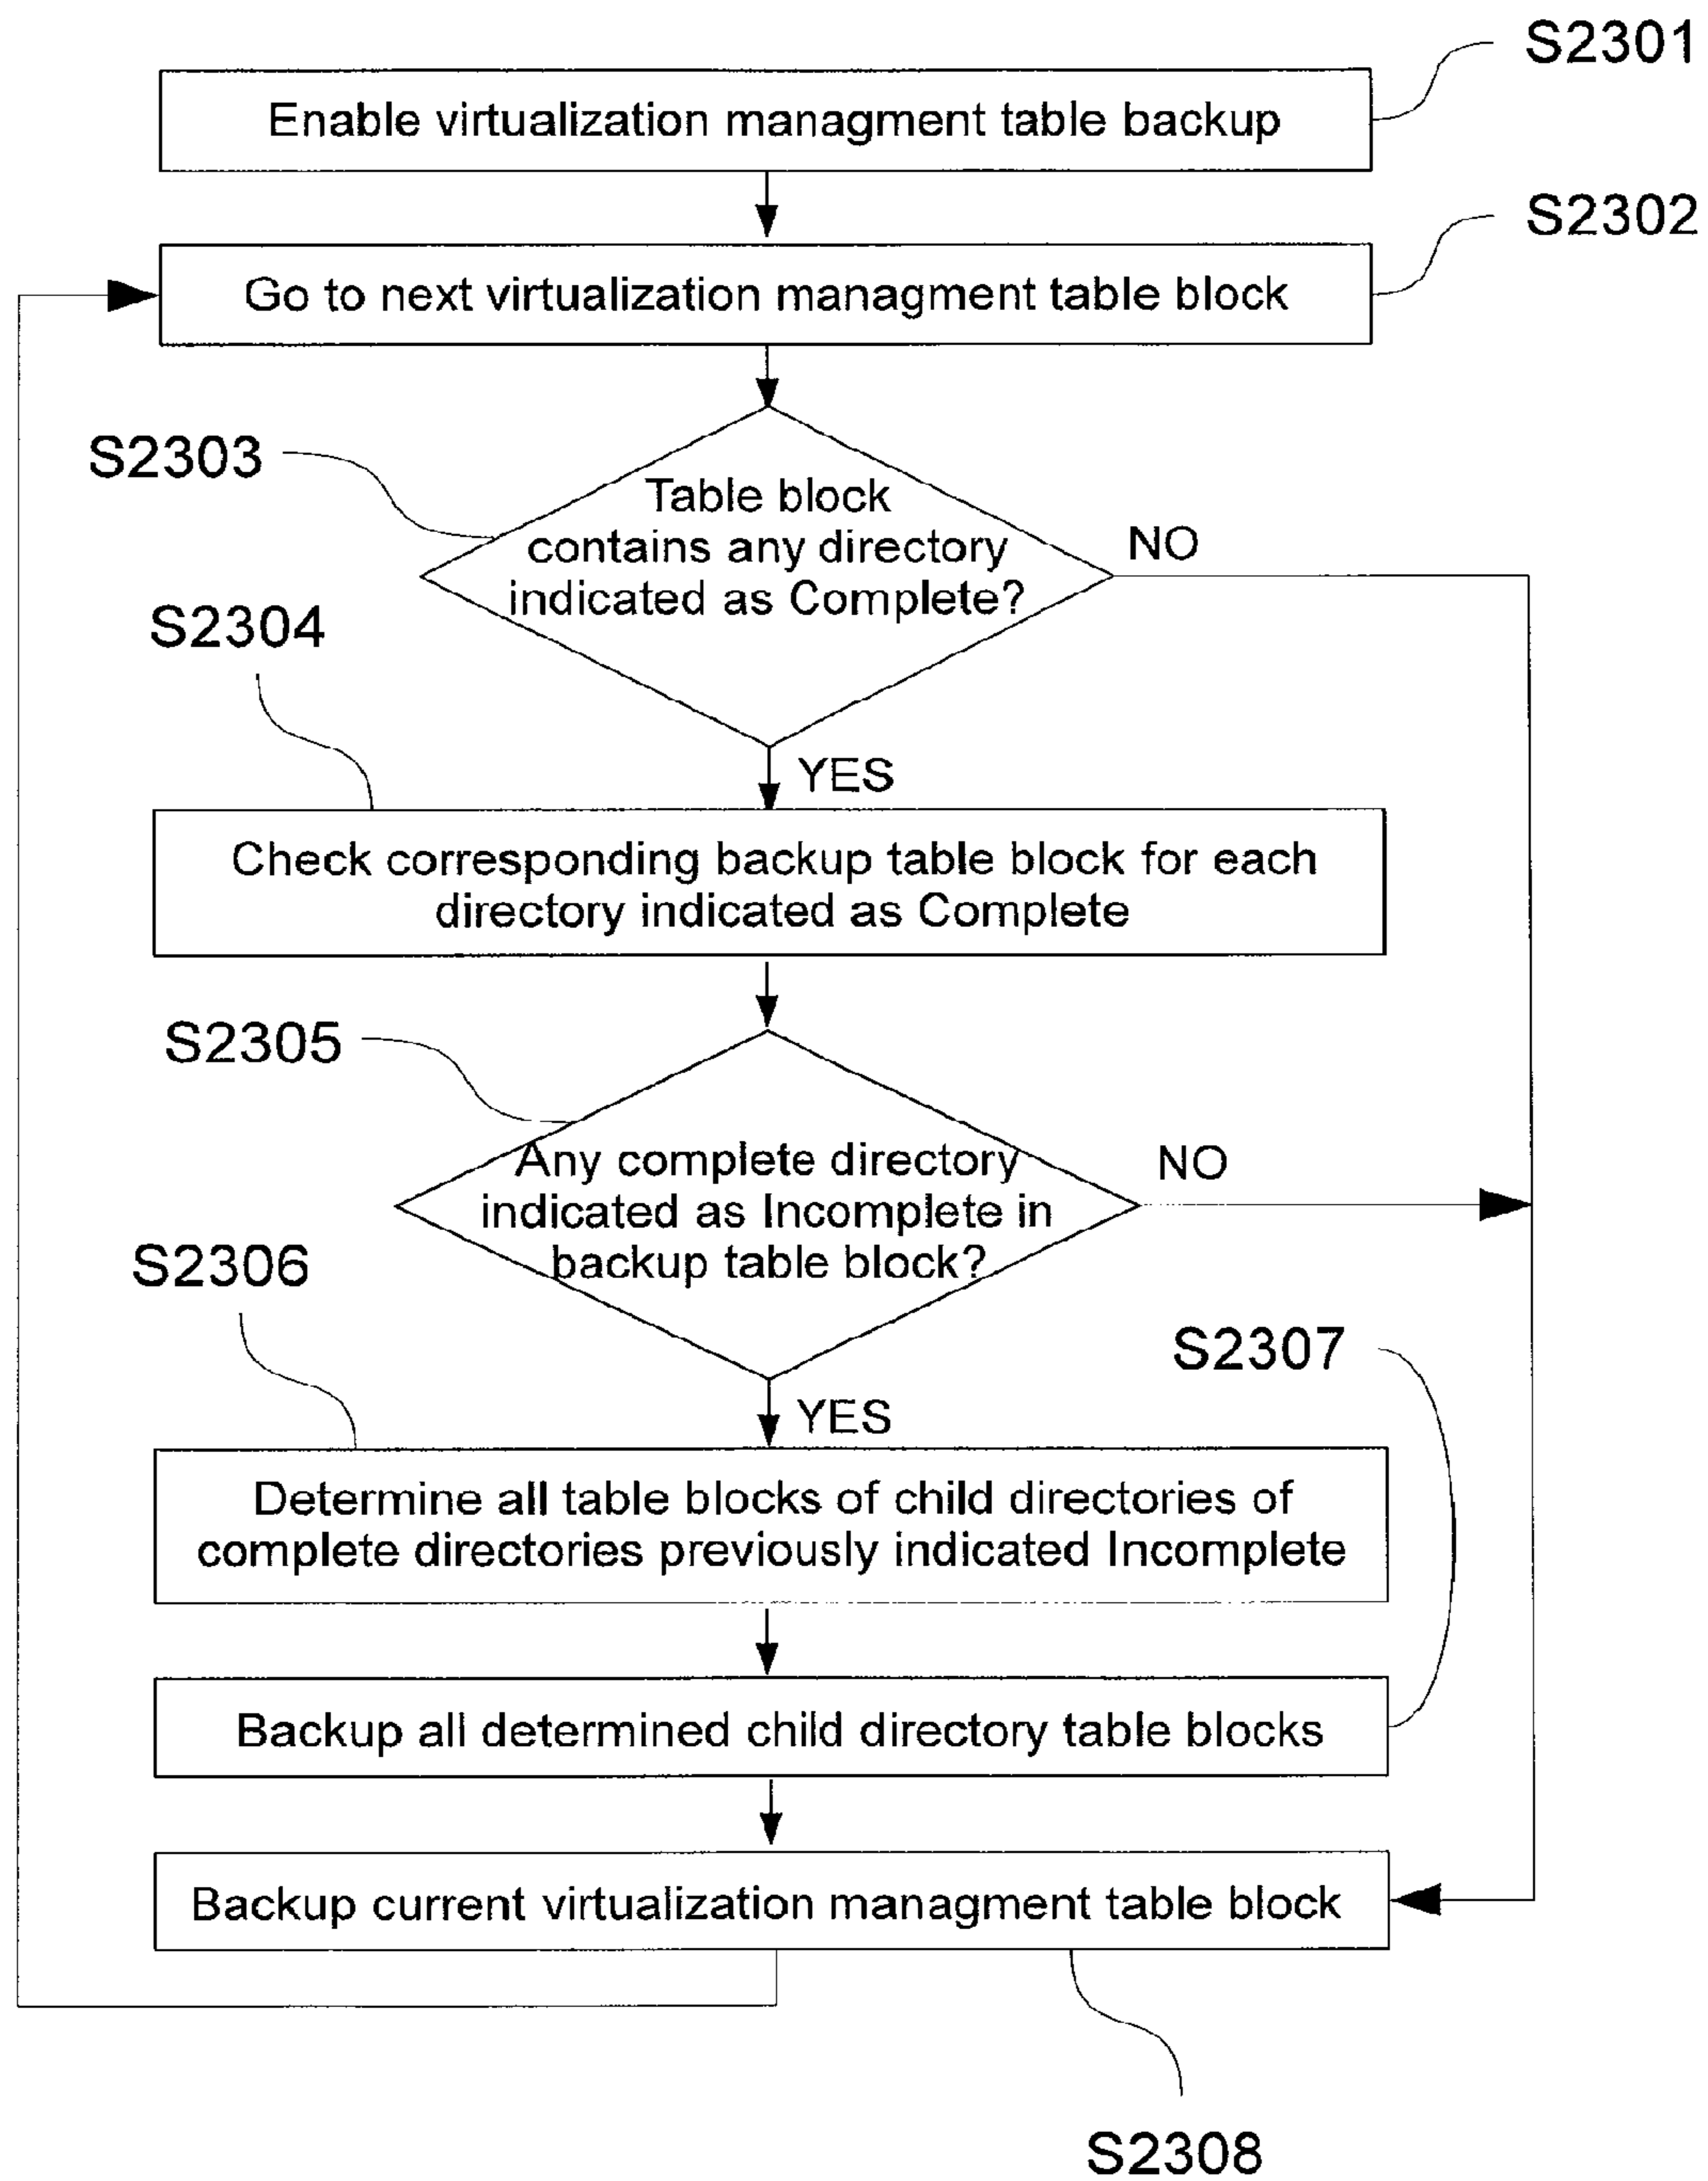 S2301
Enable virtualization managment table backup
S2302
Go to next virtualization managment table block
S2303
Table block
contains any directory
indicated as Complete?
NO
S2304
YES
Check corresponding backup table block for each
directory indicated as Complete
S2305
Any complete directory
indicated as Incomplete in
backup table block?
NO
S2306
YES
S2307
Determine all table blocks of child directories of
complete directories previously indicated Incomplete
Backup all determined child directory table blocks
Backup current virtualization managment table block
S2308